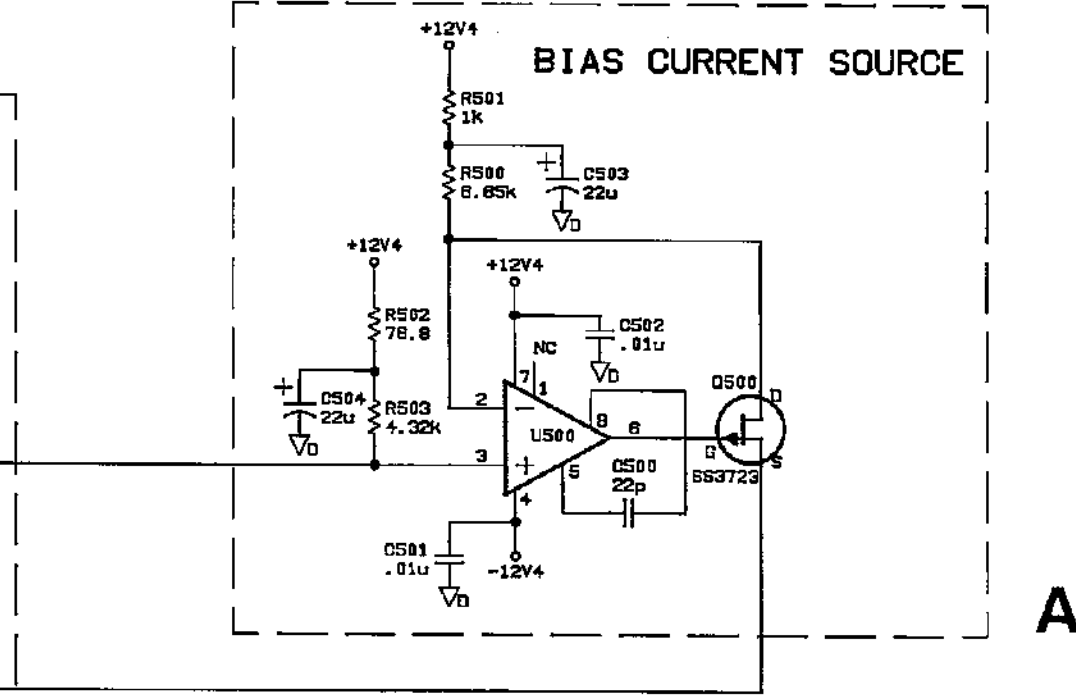 +12V4
BIAS CURRENT SOURCE
R501
1k
R500
6.65k
+
C503
22u
D
+12V4
R502
78.8
+
C504
22u
D
R503
4.32k
+12V4
C502
.01u
D
NC
7
1
2
−
U500
8
6
3
+
5
4
C500
22p
Q500
D
G
S
SS3723
C501
.01u
D
-12V4
A